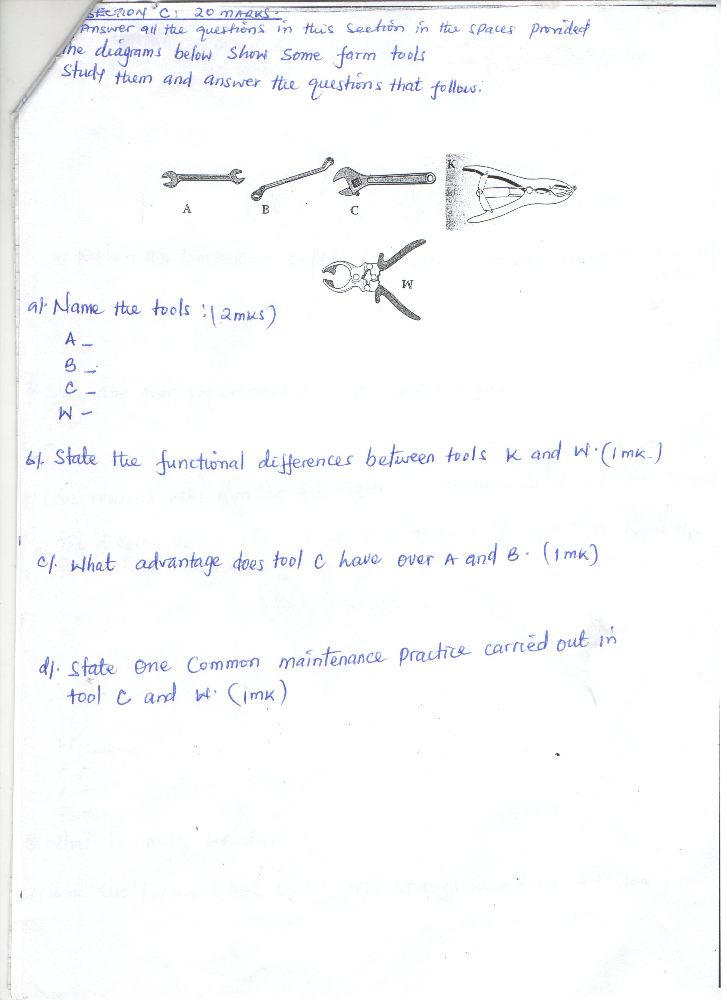 SECTION C: 20 MARKS.
Answer all the questions in this section in the spaces provided
The diagrams below show some farm tools
Study them and answer the questions that follow.
K
A
B
C
W
a). Name the tools :(2mks)
A –
B –
C –
W –
b). State the functional differences between tools K and W. (1mk.)
c). What advantage does tool C have over A and B. (1mk)
d). State one Common maintenance practice carried out in
tool C and W. (1mk)